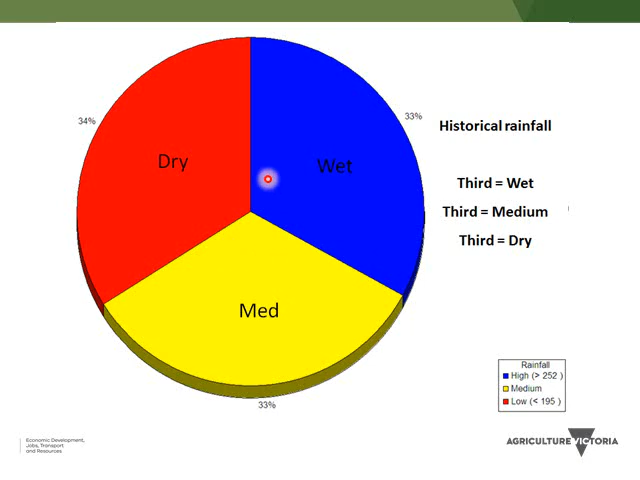 34%
33%
Historical rainfall
Dry
Wet
Third = Wet
Third = Medium
Third = Dry
Med
Rainfall
High (> 252 )
Medium
Low (< 195 )
33%
Economic Development,
Jobs, Transport
and Resources
AGRICULTURE VICTORIA